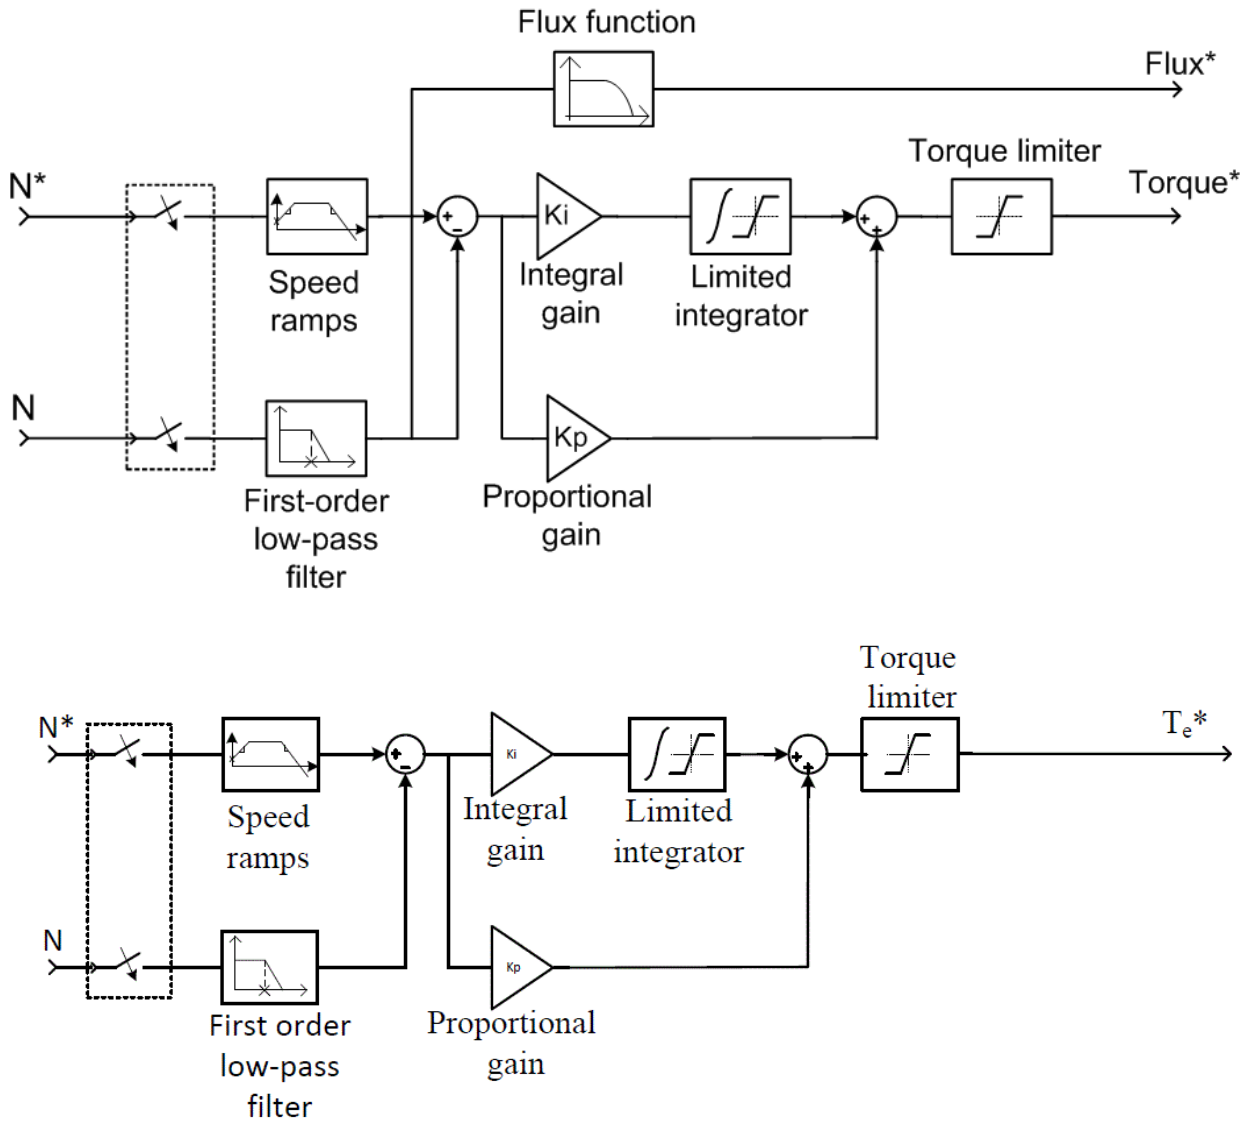 Flux function
Flux*
N*
Torque limiter
Torque*
+
-
Ki
+
+
Speed
ramps
Integral
gain
Limited
integrator
N
Kp
First-order
low-pass
filter
Proportional
gain
Torque
limiter
N*
Te*
+
-
Ki
+
+
Speed
ramps
Integral
gain
Limited
integrator
N
Kp
First order
low-pass
filter
Proportional
gain